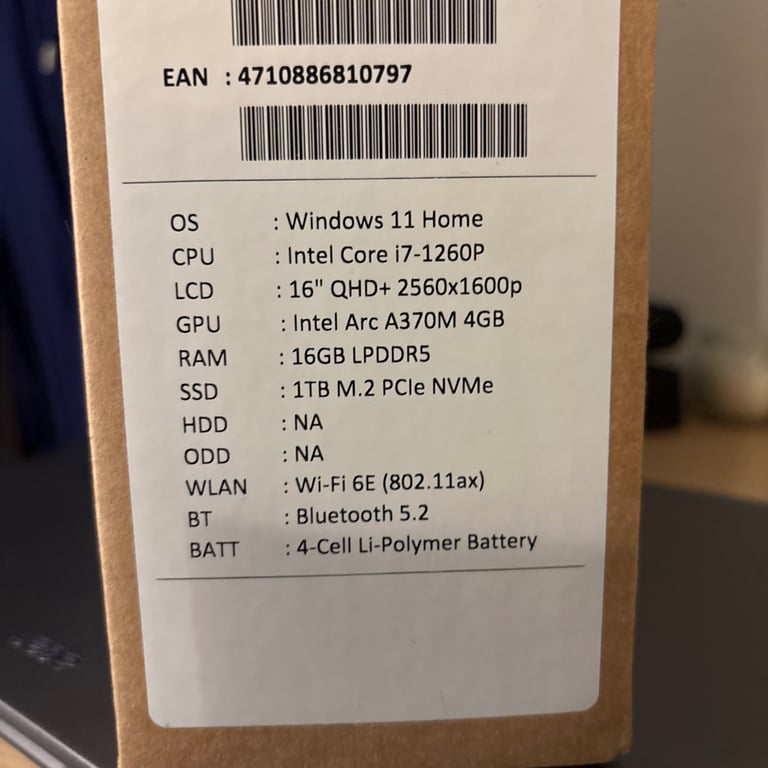 EAN : 4710886810797
OS : Windows 11 Home
CPU : Intel Core i7-1260P
LCD : 16" QHD+ 2560x1600p
GPU : Intel Arc A370M 4GB
RAM : 16GB LPDDR5
SSD : 1TB M.2 PCIe NVMe
HDD : NA
ODD : NA
WLAN : Wi-Fi 6E (802.11ax)
BT : Bluetooth 5.2
BATT : 4-Cell Li-Polymer Battery